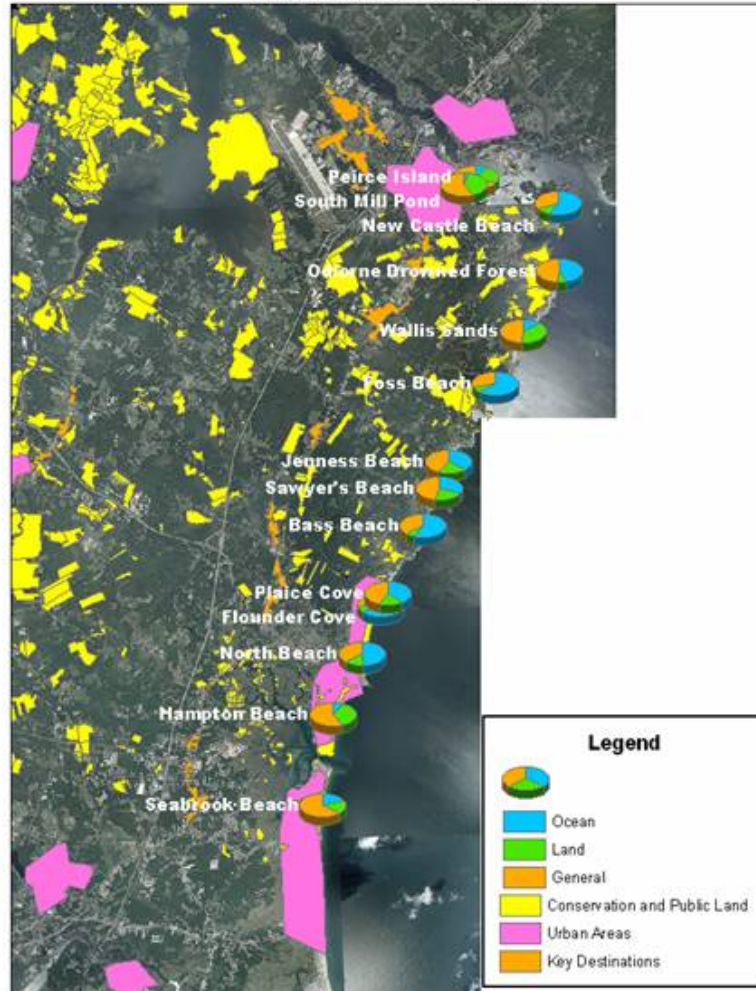 Peirce Island
South Mill Pond
New Castle Beach
Odiorne Drowned Forest
Wallis Sands
Foss Beach
Jenness Beach
Sawyer's Beach
Bass Beach
Plaice Cove
Flounder Cove
North Beach
Hampton Beach
Seabrook Beach
Legend
Ocean
Land
General
Conservation and Public Land
Urban Areas
Key Destinations